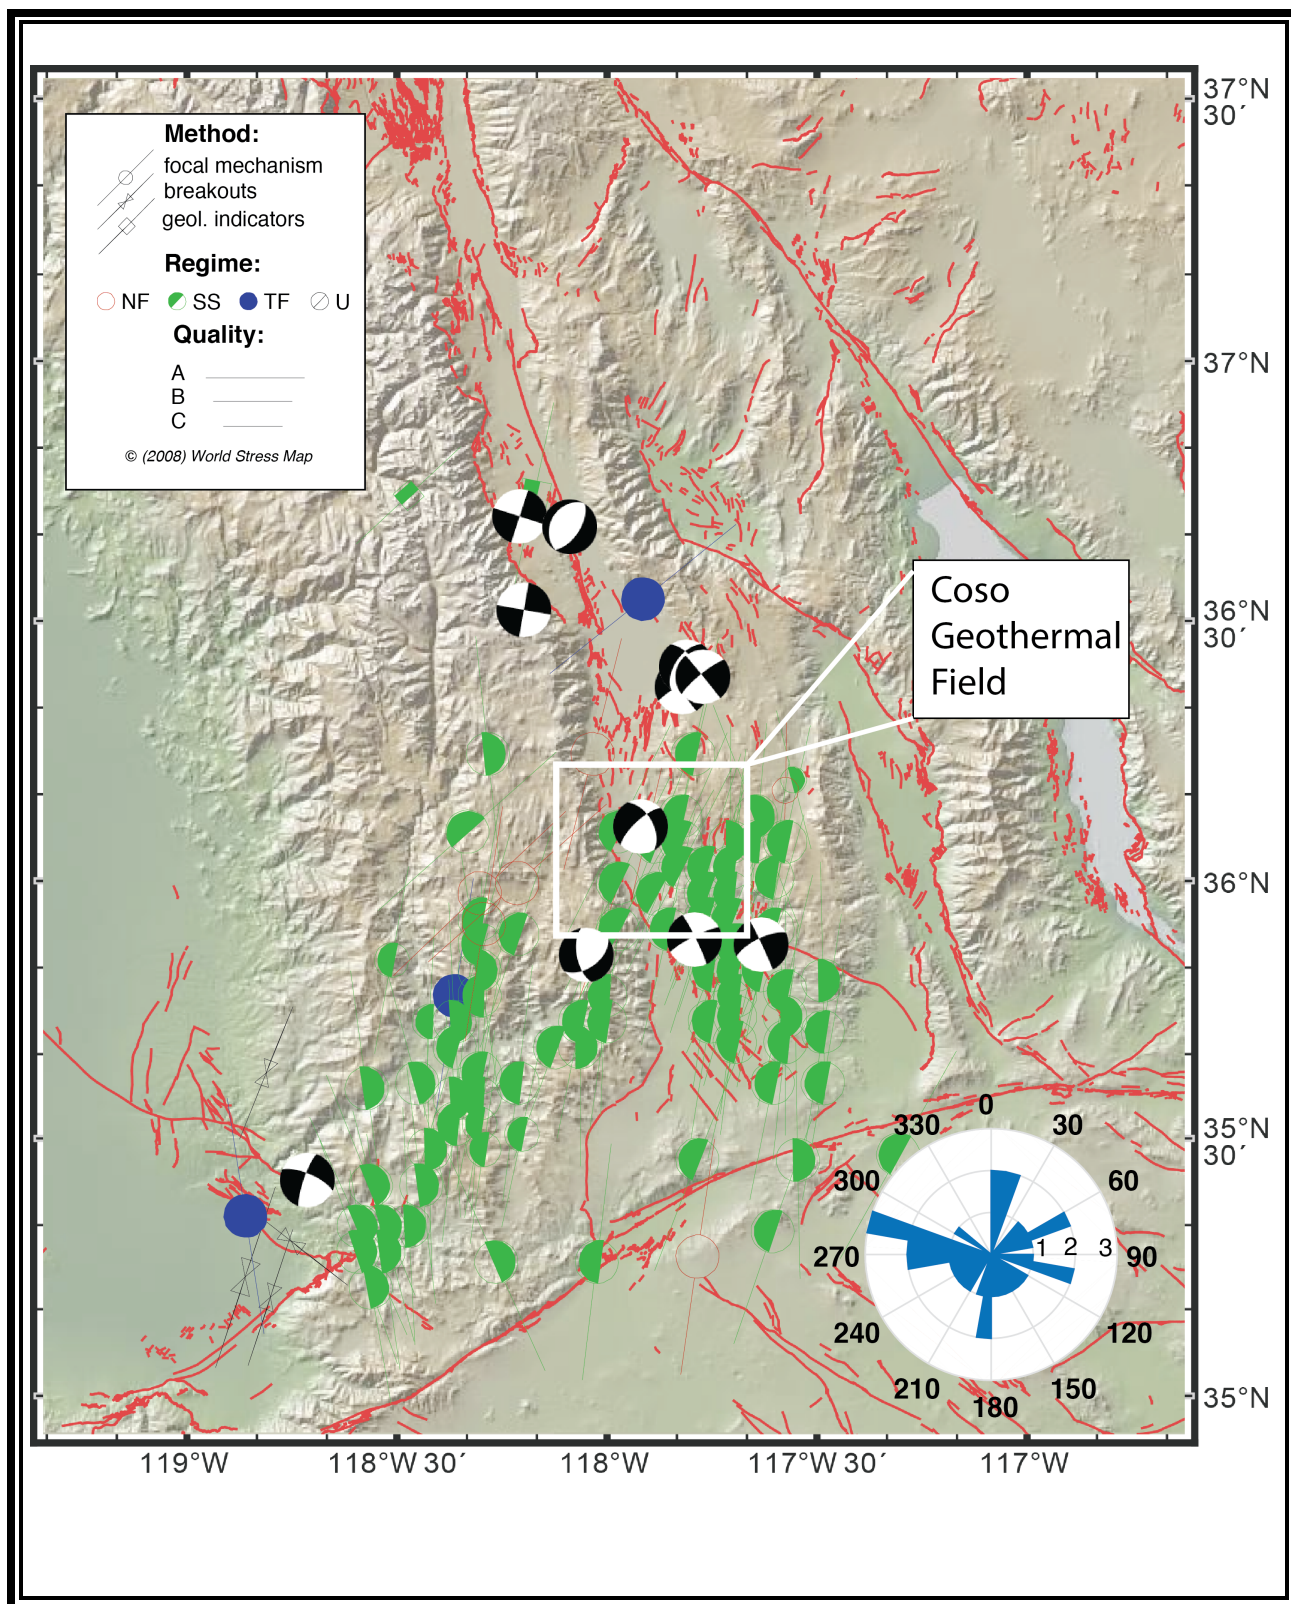 Method:
focal mechanism
breakouts
geol. indicators
Regime:
NF SS TF U
Quality:
A
B
C
© (2008) World Stress Map
37°N
30´
37°N
36°N
30´
Coso
Geothermal
Field
36°N
35°N
30´
35°N
0
30
60
90
120
150
180
210
240
270
300
330
1 2 3
119°W 118°W 30´ 118°W 117°W 30´ 117°W